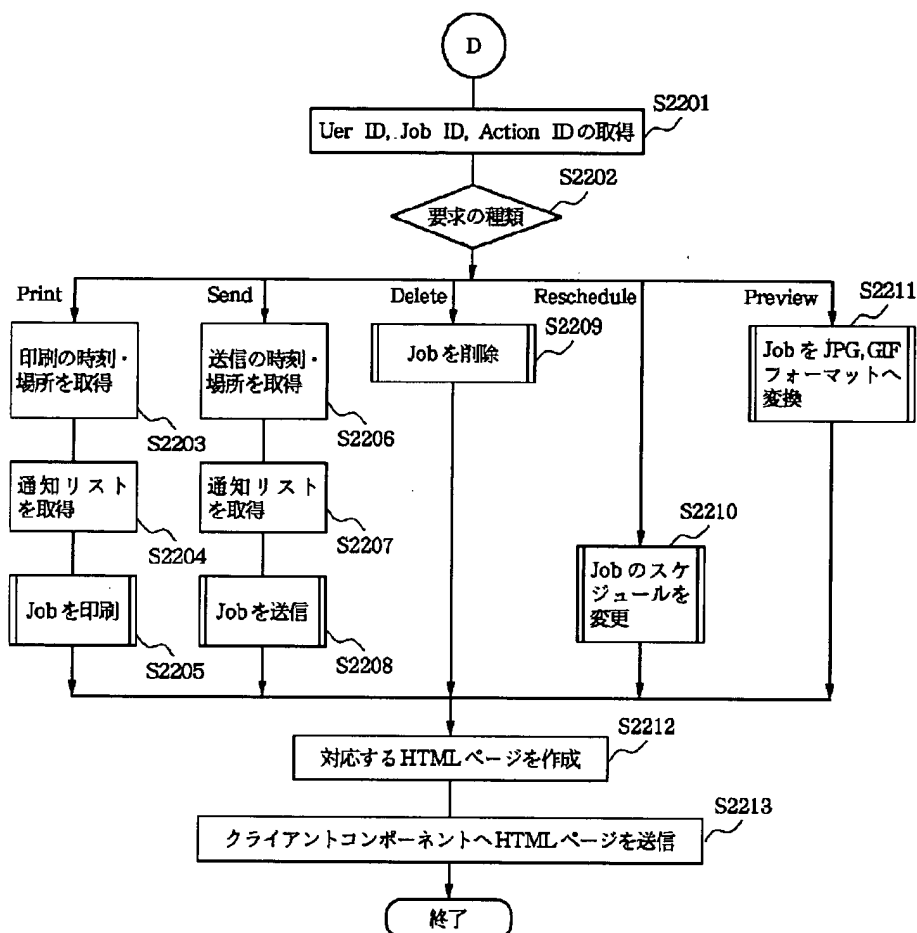 D
S2201
Uer ID, Job ID, Action IDの取得
S2202
要求の種類
Print
Send
Delete
Reschedule
Preview
S2211
印刷の時刻・
場所を取得
S2203
送信の時刻・
場所を取得
S2206
Jobを削除
S2209
Jobを JPG,GIF
フォーマットへ
変換
通知リスト
を取得
S2204
通知リスト
を取得
S2207
S2210
Jobのスケ
ジュールを
変更
Jobを印刷
S2205
Jobを送信
S2208
S2212
対応するHTMLページを作成
S2213
クライアントコンポーネントへHTMLページを送信
終了